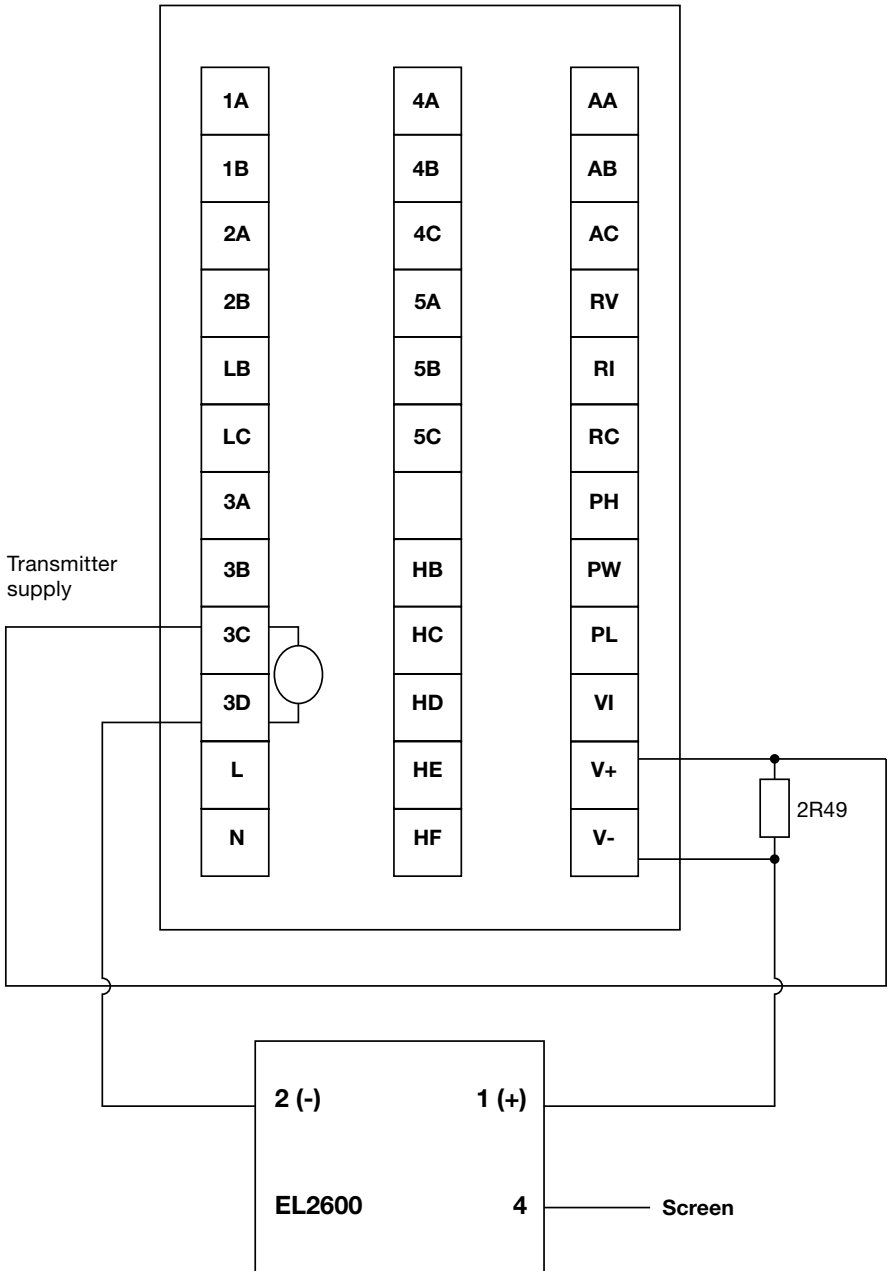 1A 4A AA
1B 4B AB
2A 4C AC
2B 5A RV
LB 5B RI
LC 5C RC
3A PH
Transmitter
supply
3B HB PW
3C HC PL
3D HD VI
L HE V+
2R49
N HF V-
2 (-) 1 (+)
EL2600 4 Screen